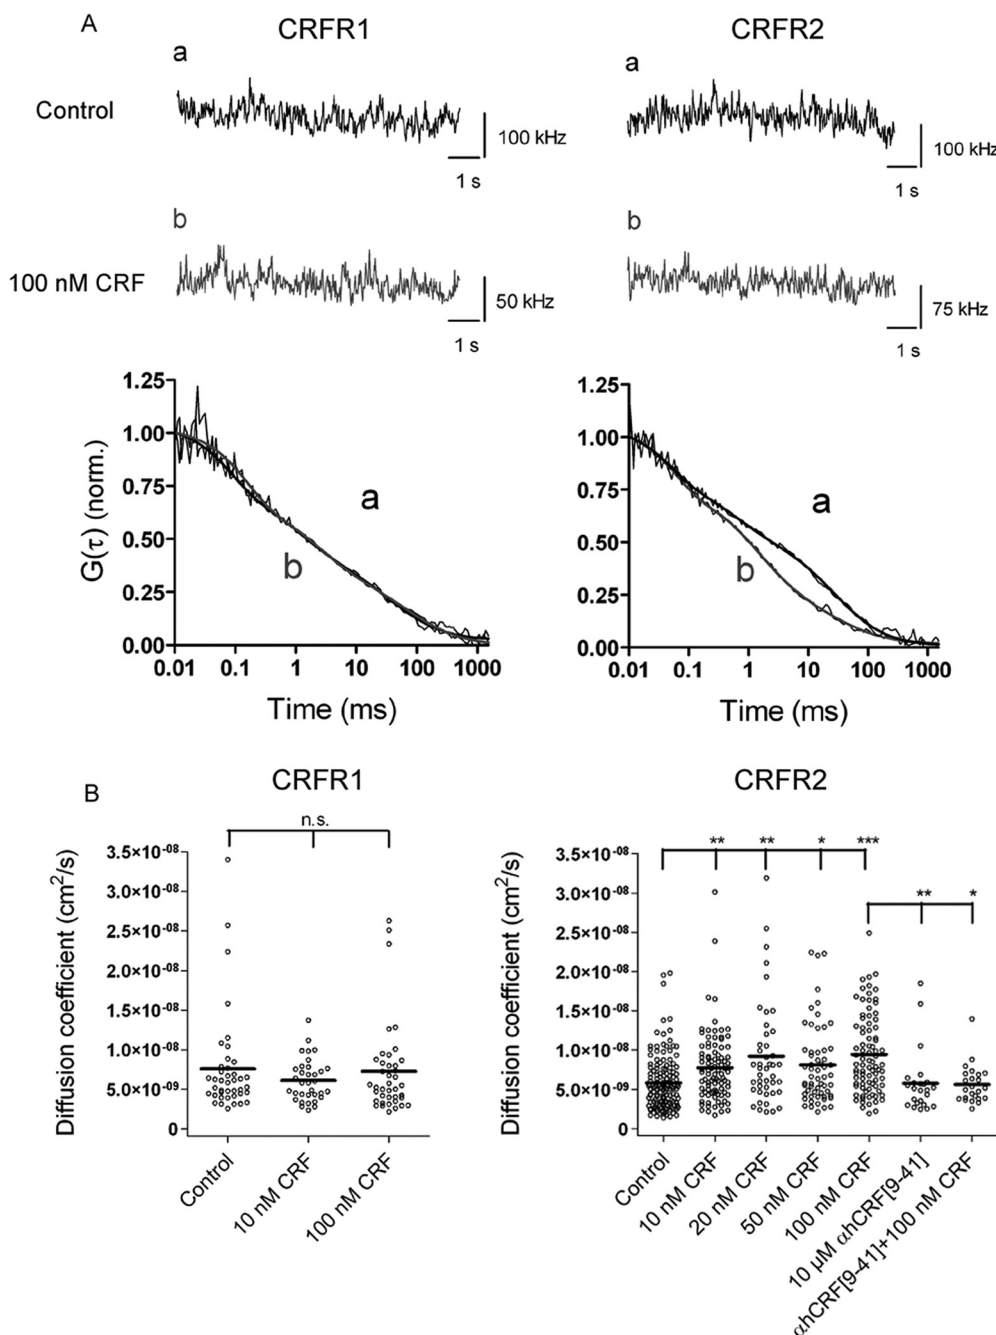 A
CRFR1
CRFR2
a
a
Control
100 kHz
1 s
100 kHz
1 s
b
b
100 nM CRF
50 kHz
1 s
75 kHz
1 s
G(τ) (norm.)
1.25
1.00
0.75
0.50
0.25
0.00
a
b
0.01 0.1 1 10 100 1000
Time (ms)
1.25
1.00
0.75
0.50
0.25
0.00
a
b
0.01 0.1 1 10 100 1000
Time (ms)
B
CRFR1
n.s.
Diffusion coefficient (cm²/s)
3.5×10⁻⁰⁸
3.0×10⁻⁰⁸
2.5×10⁻⁰⁸
2.0×10⁻⁰⁸
1.5×10⁻⁰⁸
1.0×10⁻⁰⁸
5.0×10⁻⁰⁹
0
Control
10 nM CRF
100 nM CRF
CRFR2
** ** * ***
** *
Diffusion coefficient (cm²/s)
3.5×10⁻⁰⁸
3.0×10⁻⁰⁸
2.5×10⁻⁰⁸
2.0×10⁻⁰⁸
1.5×10⁻⁰⁸
1.0×10⁻⁰⁸
5.0×10⁻⁰⁹
0
Control
10 nM CRF
20 nM CRF
50 nM CRF
100 nM CRF
10 µM αhCRF[9-41]
αhCRF[9-41]+100 nM CRF